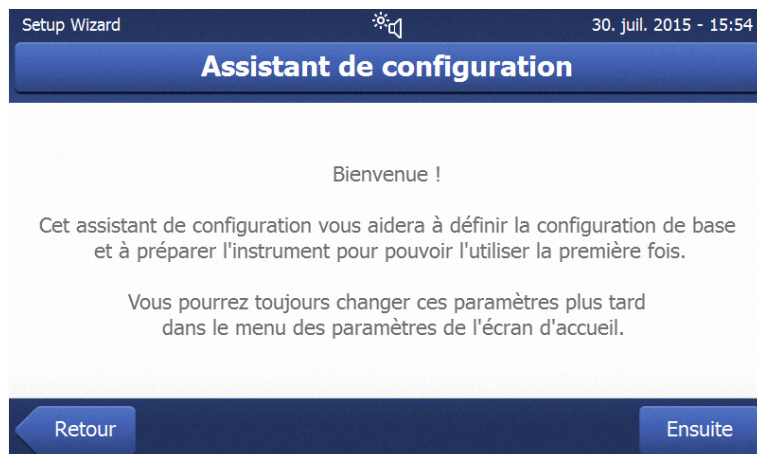 Setup Wizard
30. juil. 2015 - 15:54
Assistant de configuration
Bienvenue !
Cet assistant de configuration vous aidera à définir la configuration de base
et à préparer l'instrument pour pouvoir l'utiliser la première fois.
Vous pourrez toujours changer ces paramètres plus tard
dans le menu des paramètres de l'écran d'accueil.
Retour
Ensuite